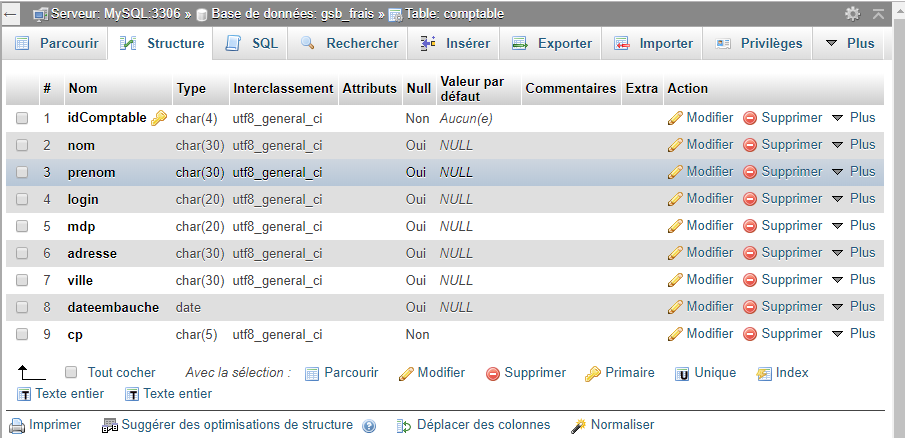 Serveur: MySQL:3306 » Base de données: gsb_frais » Table: comptable
Parcourir Structure SQL Rechercher Insérer Exporter Importer Privilèges Plus
# Nom Type Interclassement Attributs Null Valeur par défaut Commentaires Extra Action
1 idComptable char(4) utf8_general_ci Non Aucun(e) Modifier Supprimer Plus
2 nom char(30) utf8_general_ci Oui NULL Modifier Supprimer Plus
3 prenom char(30) utf8_general_ci Oui NULL Modifier Supprimer Plus
4 login char(20) utf8_general_ci Oui NULL Modifier Supprimer Plus
5 mdp char(20) utf8_general_ci Oui NULL Modifier Supprimer Plus
6 adresse char(30) utf8_general_ci Oui NULL Modifier Supprimer Plus
7 ville char(30) utf8_general_ci Oui NULL Modifier Supprimer Plus
8 dateembauche date Oui NULL Modifier Supprimer Plus
9 cp char(5) utf8_general_ci Non Modifier Supprimer Plus
Tout cocher Avec la sélection : Parcourir Modifier Supprimer Primaire Unique Index
Texte entier Texte entier
Imprimer Suggérer des optimisations de structure Déplacer des colonnes Normaliser